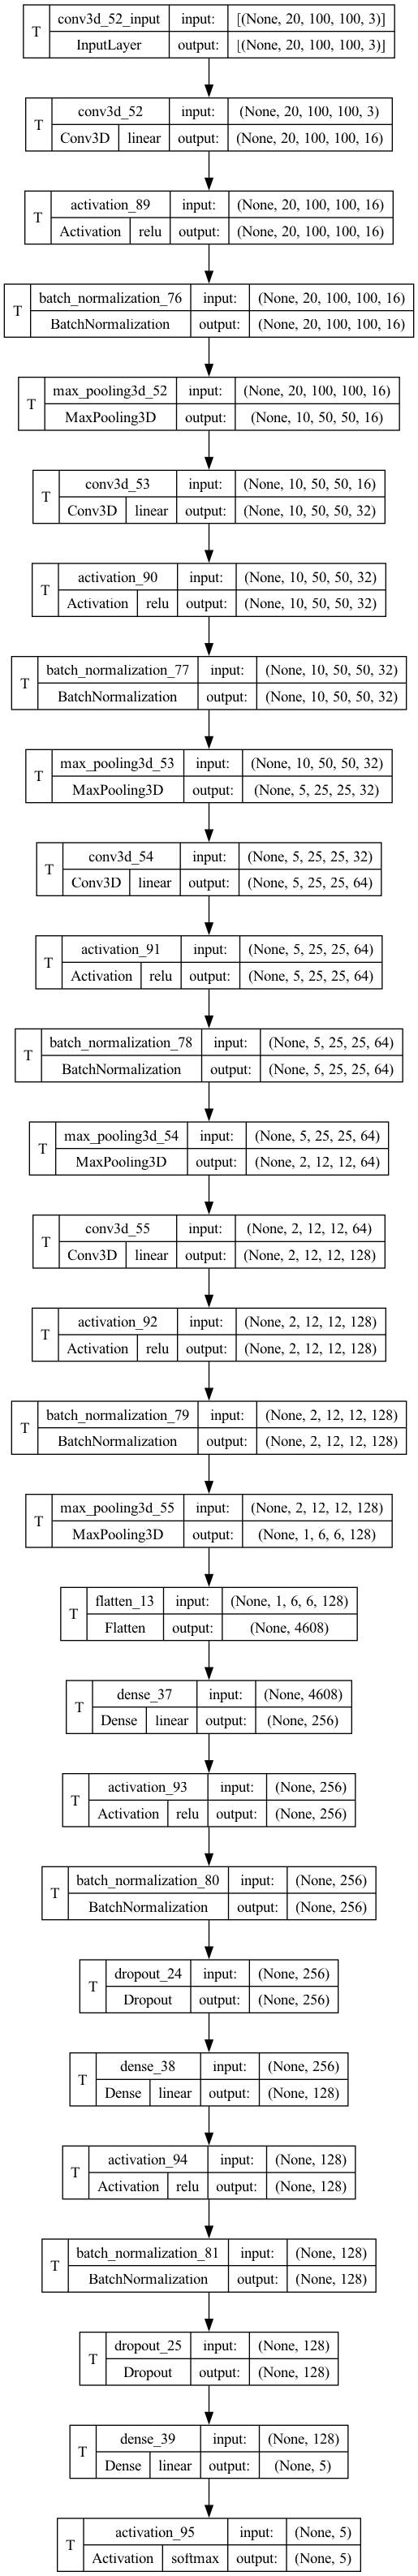 T conv3d_52_input input: [(None, 20, 100, 100, 3)]
InputLayer output: [(None, 20, 100, 100, 3)]
T conv3d_52 input: (None, 20, 100, 100, 3)
Conv3D linear output: (None, 20, 100, 100, 16)
T activation_89 input: (None, 20, 100, 100, 16)
Activation relu output: (None, 20, 100, 100, 16)
T batch_normalization_76 input: (None, 20, 100, 100, 16)
BatchNormalization output: (None, 20, 100, 100, 16)
T max_pooling3d_52 input: (None, 20, 100, 100, 16)
MaxPooling3D output: (None, 10, 50, 50, 16)
T conv3d_53 input: (None, 10, 50, 50, 16)
Conv3D linear output: (None, 10, 50, 50, 32)
T activation_90 input: (None, 10, 50, 50, 32)
Activation relu output: (None, 10, 50, 50, 32)
T batch_normalization_77 input: (None, 10, 50, 50, 32)
BatchNormalization output: (None, 10, 50, 50, 32)
T max_pooling3d_53 input: (None, 10, 50, 50, 32)
MaxPooling3D output: (None, 5, 25, 25, 32)
T conv3d_54 input: (None, 5, 25, 25, 32)
Conv3D linear output: (None, 5, 25, 25, 64)
T activation_91 input: (None, 5, 25, 25, 64)
Activation relu output: (None, 5, 25, 25, 64)
T batch_normalization_78 input: (None, 5, 25, 25, 64)
BatchNormalization output: (None, 5, 25, 25, 64)
T max_pooling3d_54 input: (None, 5, 25, 25, 64)
MaxPooling3D output: (None, 2, 12, 12, 64)
T conv3d_55 input: (None, 2, 12, 12, 64)
Conv3D linear output: (None, 2, 12, 12, 128)
T activation_92 input: (None, 2, 12, 12, 128)
Activation relu output: (None, 2, 12, 12, 128)
T batch_normalization_79 input: (None, 2, 12, 12, 128)
BatchNormalization output: (None, 2, 12, 12, 128)
T max_pooling3d_55 input: (None, 2, 12, 12, 128)
MaxPooling3D output: (None, 1, 6, 6, 128)
T flatten_13 input: (None, 1, 6, 6, 128)
Flatten output: (None, 4608)
T dense_37 input: (None, 4608)
Dense linear output: (None, 256)
T activation_93 input: (None, 256)
Activation relu output: (None, 256)
T batch_normalization_80 input: (None, 256)
BatchNormalization output: (None, 256)
T dropout_24 input: (None, 256)
Dropout output: (None, 256)
T dense_38 input: (None, 256)
Dense linear output: (None, 128)
T activation_94 input: (None, 128)
Activation relu output: (None, 128)
T batch_normalization_81 input: (None, 128)
BatchNormalization output: (None, 128)
T dropout_25 input: (None, 128)
Dropout output: (None, 128)
T dense_39 input: (None, 128)
Dense linear output: (None, 5)
T activation_95 input: (None, 5)
Activation softmax output: (None, 5)